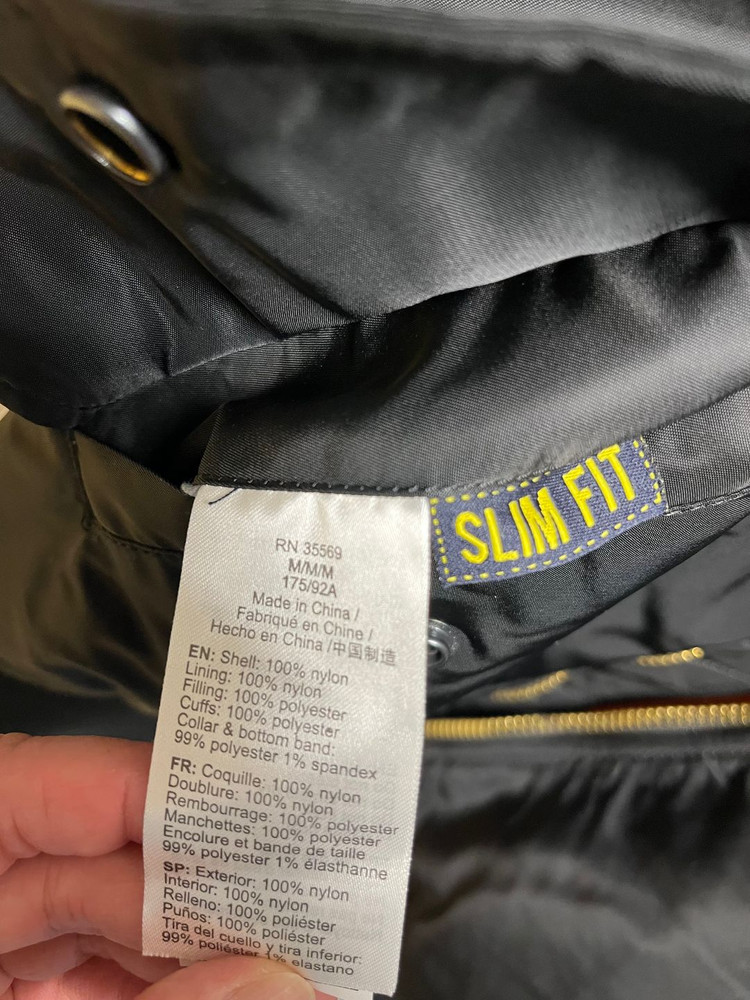 RN 35569
M/M/M
175/92A
Made in China /
Fabriqué en Chine /
Hecho en China /中国制造
EN: Shell: 100% nylon
Lining: 100% nylon
Filling: 100% polyester
Cuffs: 100% polyester
Collar & bottom band:
99% polyester 1% spandex
FR: Coquille: 100% nylon
Doublure: 100% nylon
Rembourrage: 100% polyester
Manchettes: 100% polyester
Encolure et bande de taille
99% polyester 1% élasthanne
SP: Exterior: 100% nylon
Interior: 100% nylon
Relleno: 100% poliéster
Puños: 100% poliéster
Tira del cuello y tira inferior:
99% poliéster 1% elastano
SLIM FIT